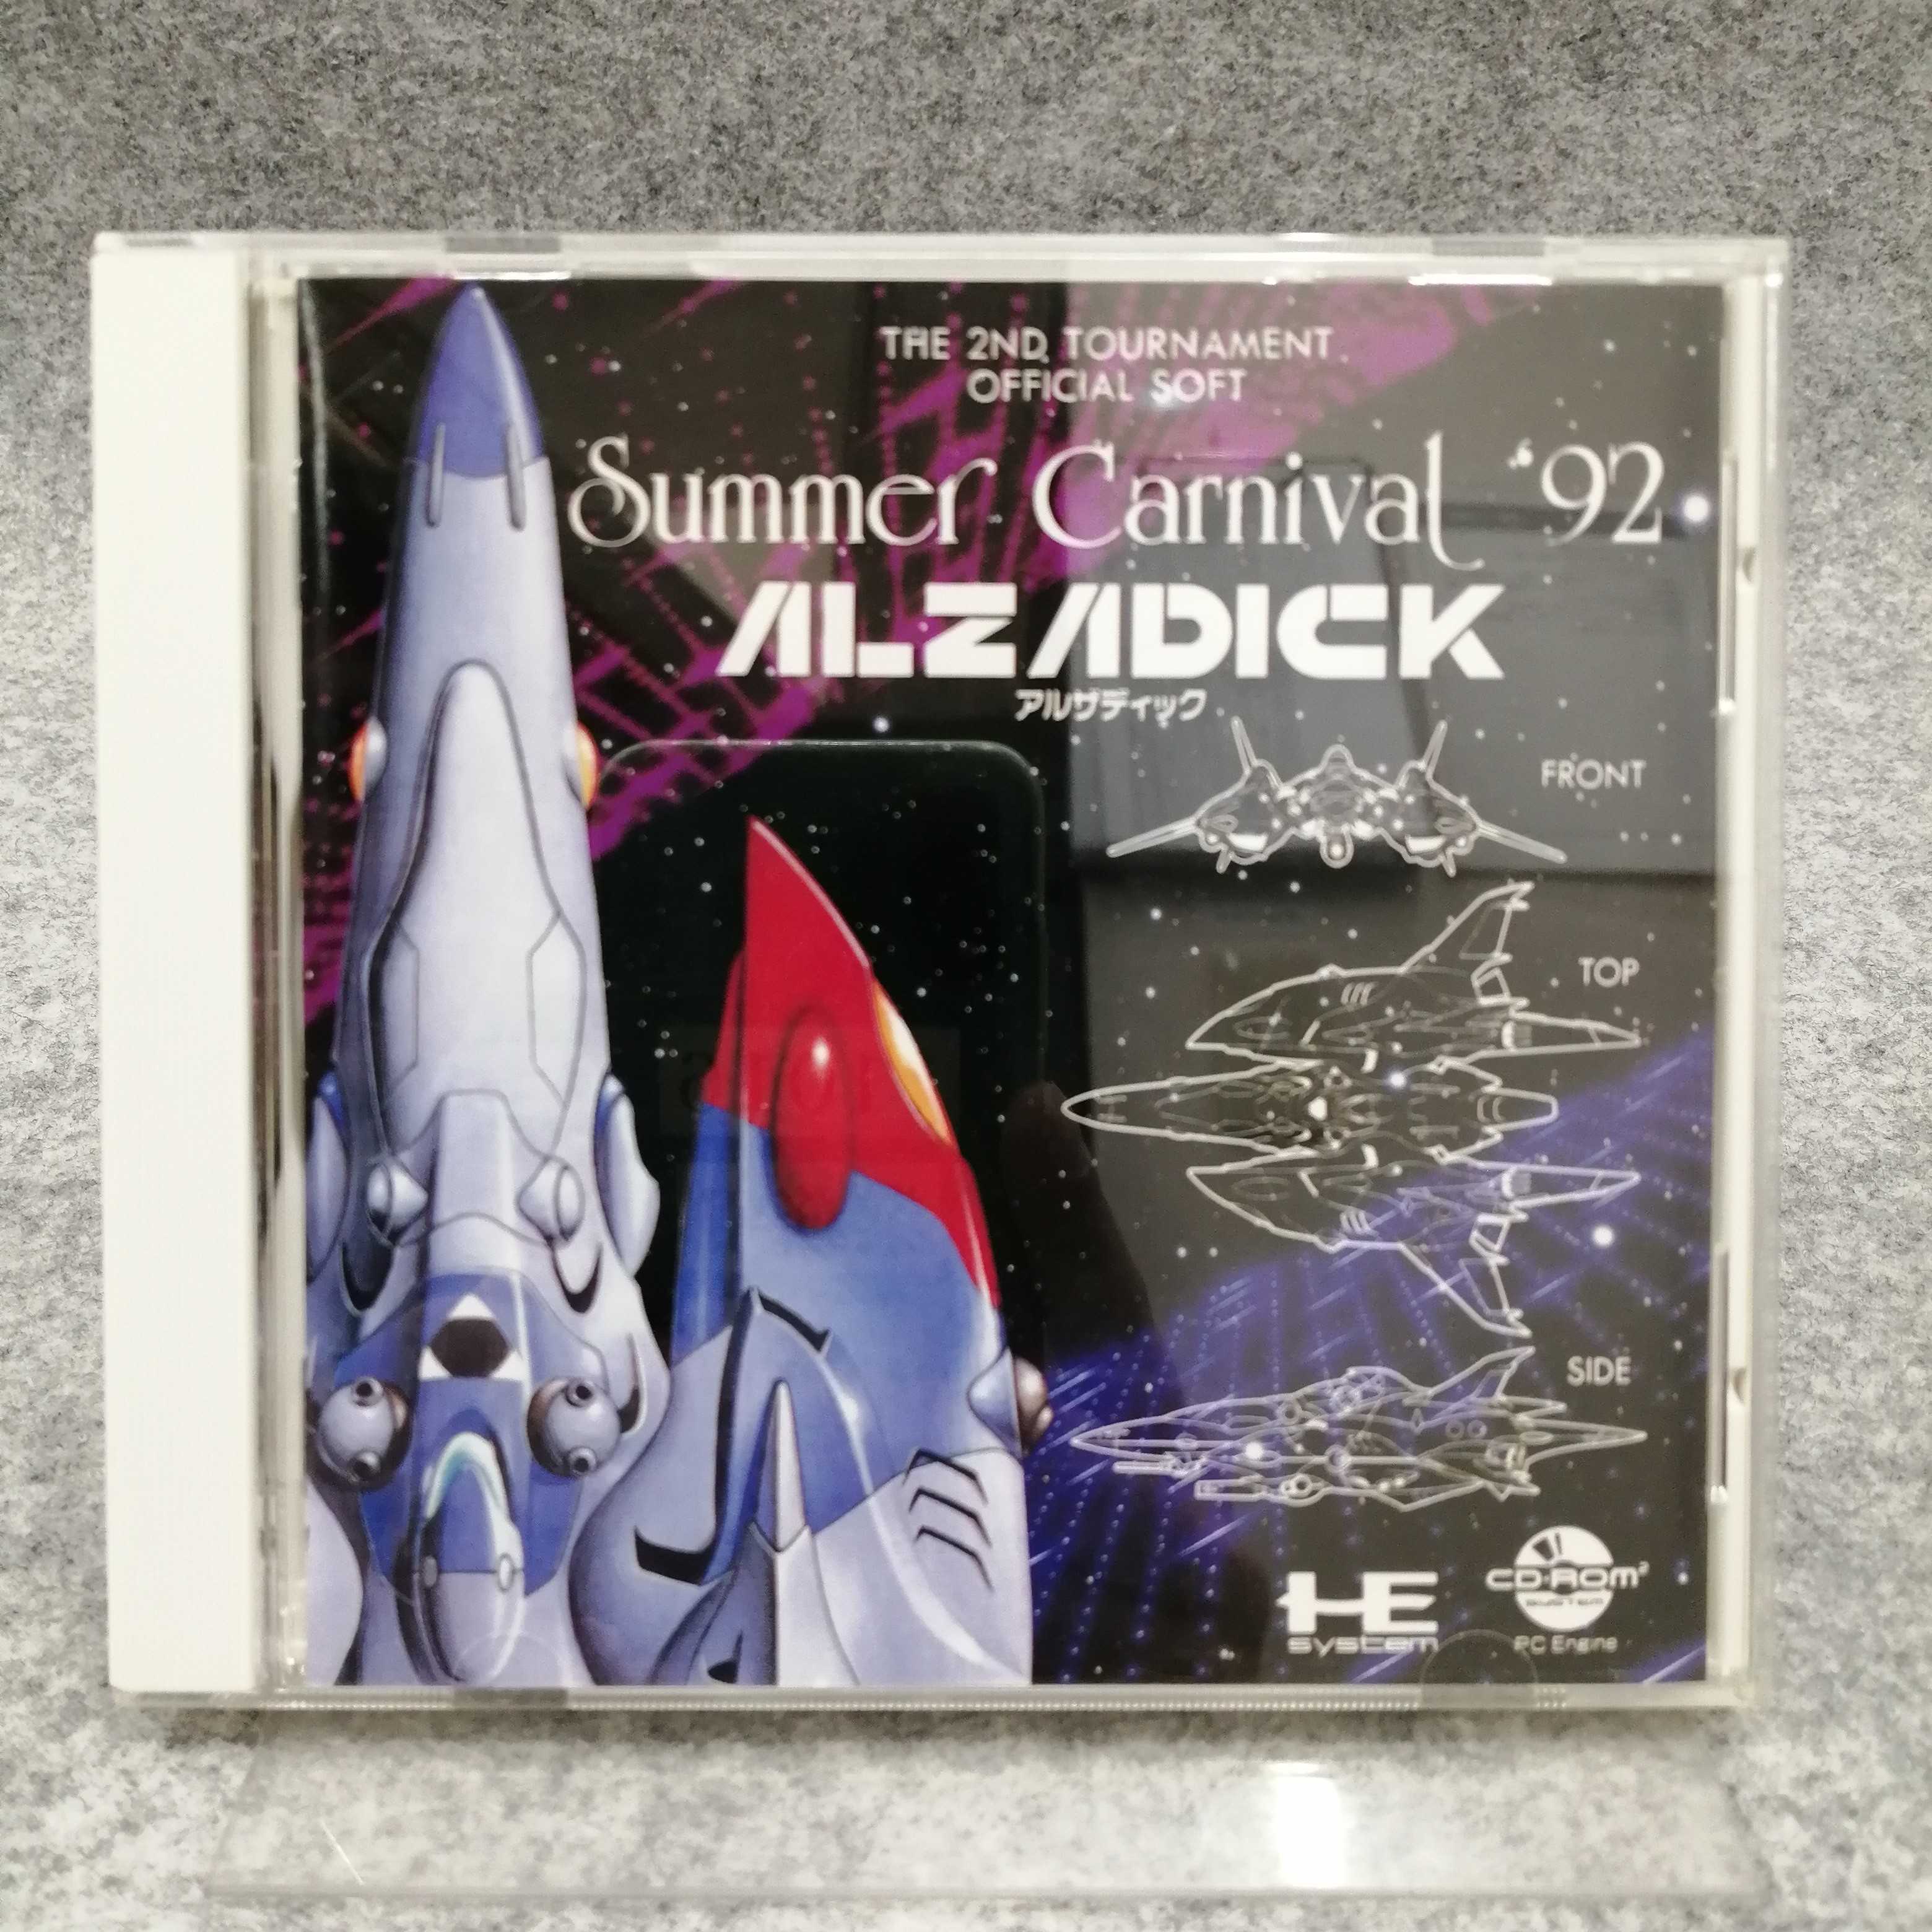 THE 2ND TOURNAMENT
OFFICIAL SOFT
Summer Carnival '92
ALZADICK
アルザディック
FRONT
TOP
SIDE
HE
system
CD-ROM²
SYSTEM
PC Engine